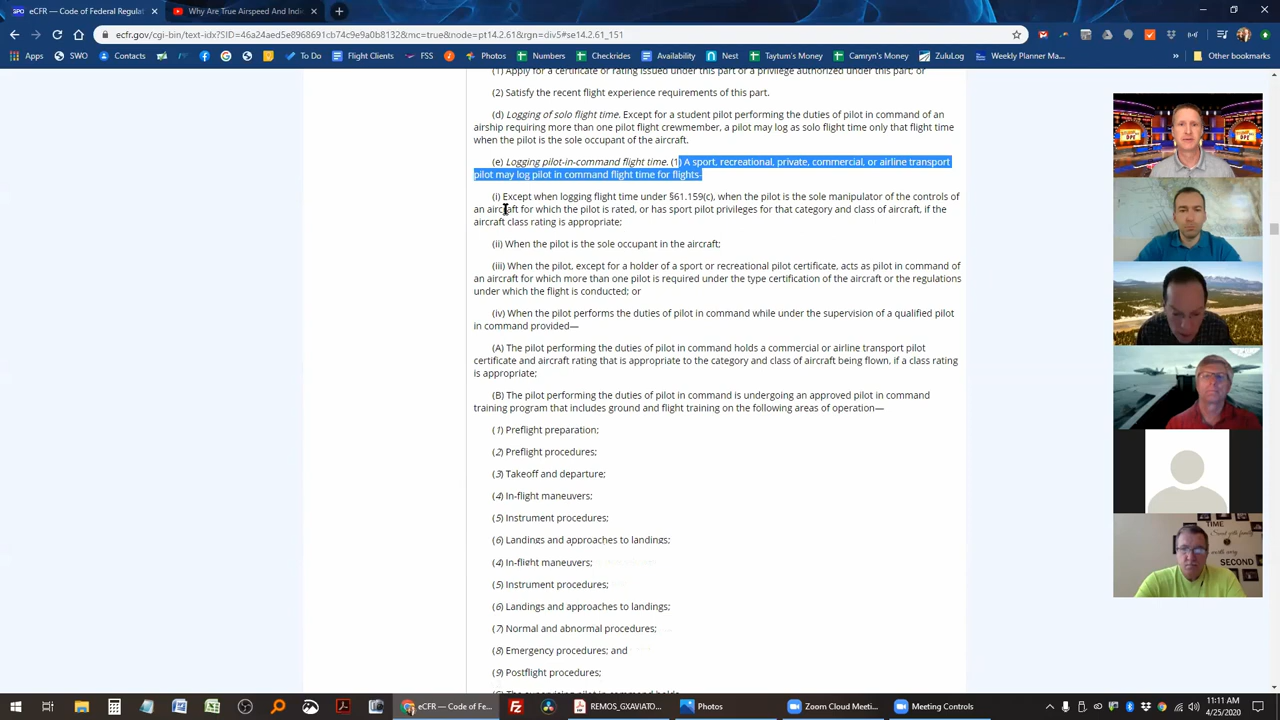 eCFR — Code of Federal Regulat
Why Are True Airspeed And Indic
ecfr.gov/cgi-bin/text-idx?SID=46a24aed5e8968691cb74c9e9a0b8132&mc=true&node=pt14.2.61&rgn=div5#se14.2.61_151
Apps
SWO
Contacts
To Do
Flight Clients
FSS
Photos
Numbers
Checkrides
Availability
Nest
Taytum's Money
Camryn's Money
ZuluLog
Weekly Planner Ma...
Other bookmarks
(1) Apply for a certificate or rating issued under this part or a privilege authorized under this part; or
(2) Satisfy the recent flight experience requirements of this part.
(d) Logging of solo flight time. Except for a student pilot performing the duties of pilot in command of an
airship requiring more than one pilot flight crewmember, a pilot may log as solo flight time only that flight time
when the pilot is the sole occupant of the aircraft.
(e) Logging pilot-in-command flight time. (1) A sport, recreational, private, commercial, or airline transport
pilot may log pilot in command flight time for flights-
(i) Except when logging flight time under §61.159(c), when the pilot is the sole manipulator of the controls of
an aircraft for which the pilot is rated, or has sport pilot privileges for that category and class of aircraft, if the
aircraft class rating is appropriate;
(ii) When the pilot is the sole occupant in the aircraft;
(iii) When the pilot, except for a holder of a sport or recreational pilot certificate, acts as pilot in command of
an aircraft for which more than one pilot is required under the type certification of the aircraft or the regulations
under which the flight is conducted; or
(iv) When the pilot performs the duties of pilot in command while under the supervision of a qualified pilot
in command provided—
(A) The pilot performing the duties of pilot in command holds a commercial or airline transport pilot
certificate and aircraft rating that is appropriate to the category and class of aircraft being flown, if a class rating
is appropriate;
(B) The pilot performing the duties of pilot in command is undergoing an approved pilot in command
training program that includes ground and flight training on the following areas of operation—
(1) Preflight preparation;
(2) Preflight procedures;
(3) Takeoff and departure;
(4) In-flight maneuvers;
(5) Instrument procedures;
(6) Landings and approaches to landings;
(4) In-flight maneuvers;
(5) Instrument procedures;
(6) Landings and approaches to landings;
(7) Normal and abnormal procedures;
(8) Emergency procedures; and
(9) Postflight procedures;
TIME
SECOND
eCFR — Code of Fe...
REMOS_GXAVIATO...
Photos
Zoom Cloud Meeti...
Meeting Controls
11:11 AM
4/25/2020